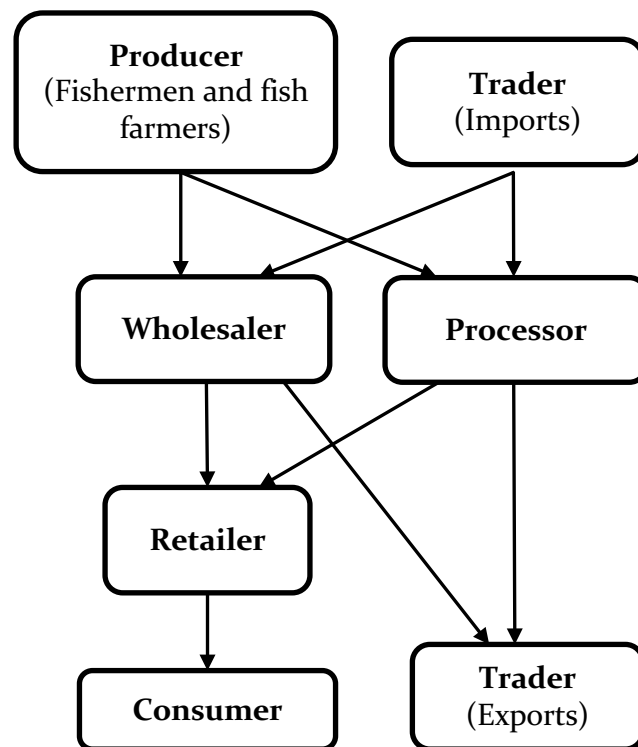 Producer
(Fishermen and fish
farmers)
Trader
(Imports)
Wholesaler
Processor
Retailer
Consumer
Trader
(Exports)